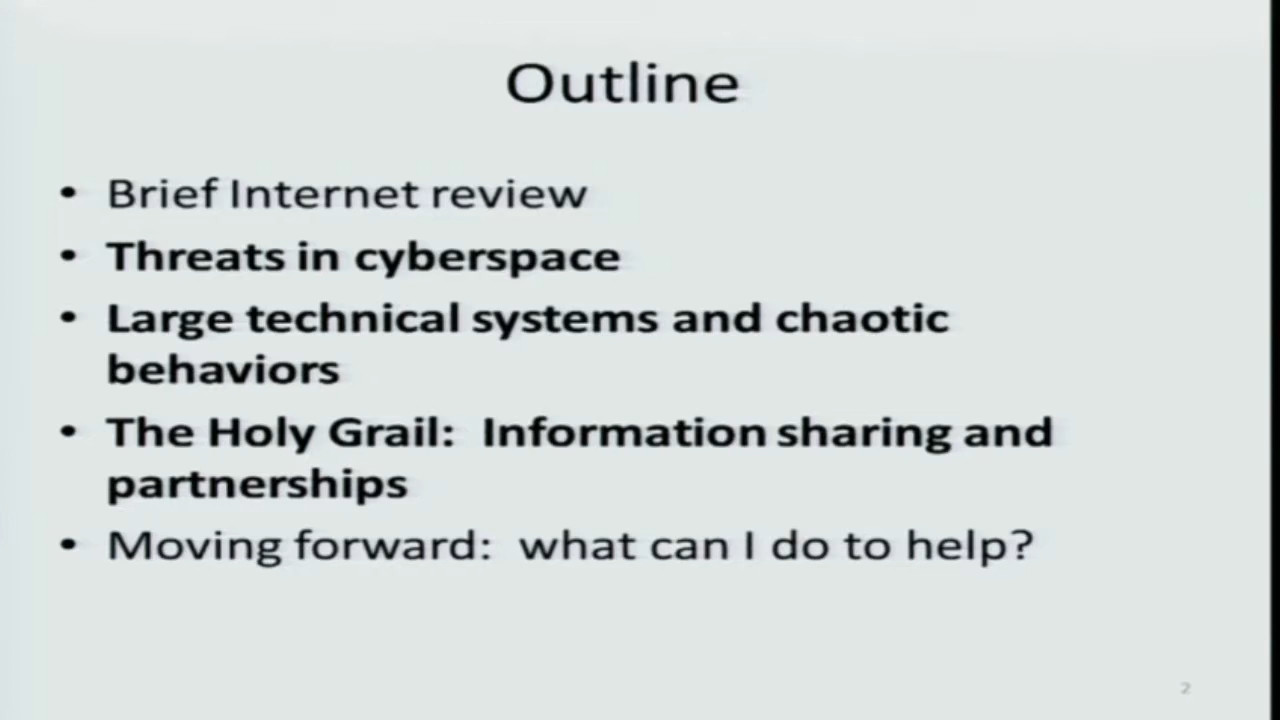 Outline
• Brief Internet review
• Threats in cyberspace
• Large technical systems and chaotic
behaviors
• The Holy Grail:  Information sharing and
partnerships
• Moving forward:  what can I do to help?
2